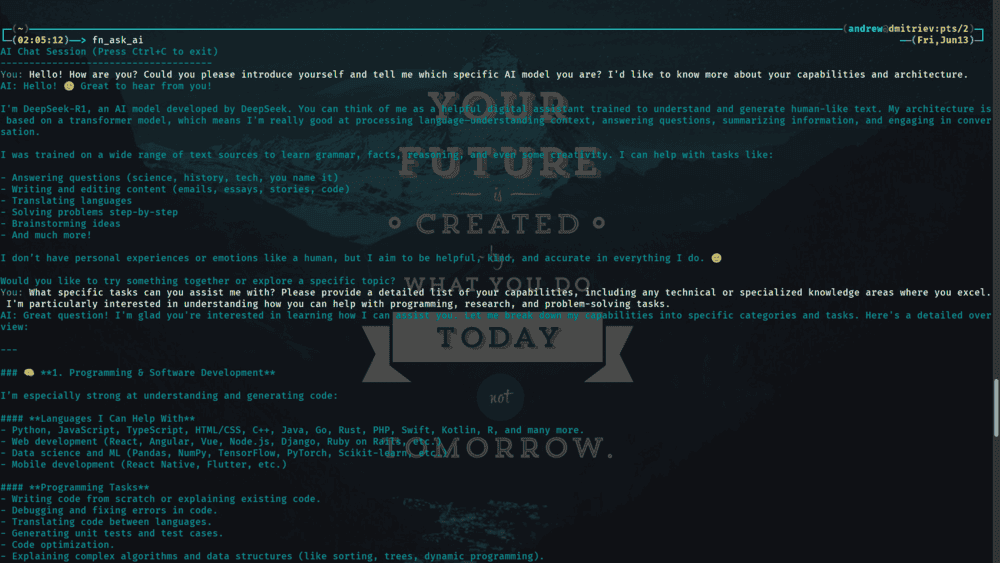 (~)
(andrew@dmitriev:pts/2)
(02:05:12)──> fn_ask_ai
(Fri,Jun13)
AI Chat Session (Press Ctrl+C to exit)
------------------------------------
You: Hello! How are you? Could you please introduce yourself and tell me which specific AI model you are? I'd like to know more about your capabilities and architecture.
AI: Hello! 😊 Great to hear from you!
I'm DeepSeek-R1, an AI model developed by DeepSeek. You can think of me as a helpful digital assistant trained to understand and generate human-like text. My architecture is
based on a transformer model, which means I'm really good at processing language—understanding context, answering questions, summarizing information, and engaging in conver
sation.
I was trained on a wide range of text sources to learn grammar, facts, reasoning, and even some creativity. I can help with tasks like:
- Answering questions (science, history, tech, you name it)
- Writing and editing content (emails, essays, stories, code)
- Translating languages
- Solving problems step-by-step
- Brainstorming ideas
- And much more!
I don't have personal experiences or emotions like a human, but I aim to be helpful, kind, and accurate in everything I do. 😊
Would you like to try something together or explore a specific topic?
You: What specific tasks can you assist me with? Please provide a detailed list of your capabilities, including any technical or specialized knowledge areas where you excel.
I'm particularly interested in understanding how you can help with programming, research, and problem-solving tasks.
AI: Great question! I'm glad you're interested in learning how I can assist you. Let me break down my capabilities into specific categories and tasks. Here's a detailed over
view:
---
### 🧠 **1. Programming & Software Development**
I'm especially strong at understanding and generating code:
#### **Languages I Can Help With**
- Python, JavaScript, TypeScript, HTML/CSS, C++, Java, Go, Rust, PHP, Swift, Kotlin, R, and many more.
- Web development (React, Angular, Vue, Node.js, Django, Ruby on Rails, etc.)
- Data science and ML (Pandas, NumPy, TensorFlow, PyTorch, Scikit-learn, etc.)
- Mobile development (React Native, Flutter, etc.)
#### **Programming Tasks**
- Writing code from scratch or explaining existing code.
- Debugging and fixing errors in code.
- Translating code between languages.
- Generating unit tests and test cases.
- Code optimization.
- Explaining complex algorithms and data structures (like sorting, trees, dynamic programming).
YOUR
FUTURE
is
CREATED
by
WHAT YOU DO
TODAY
not
TOMORROW.